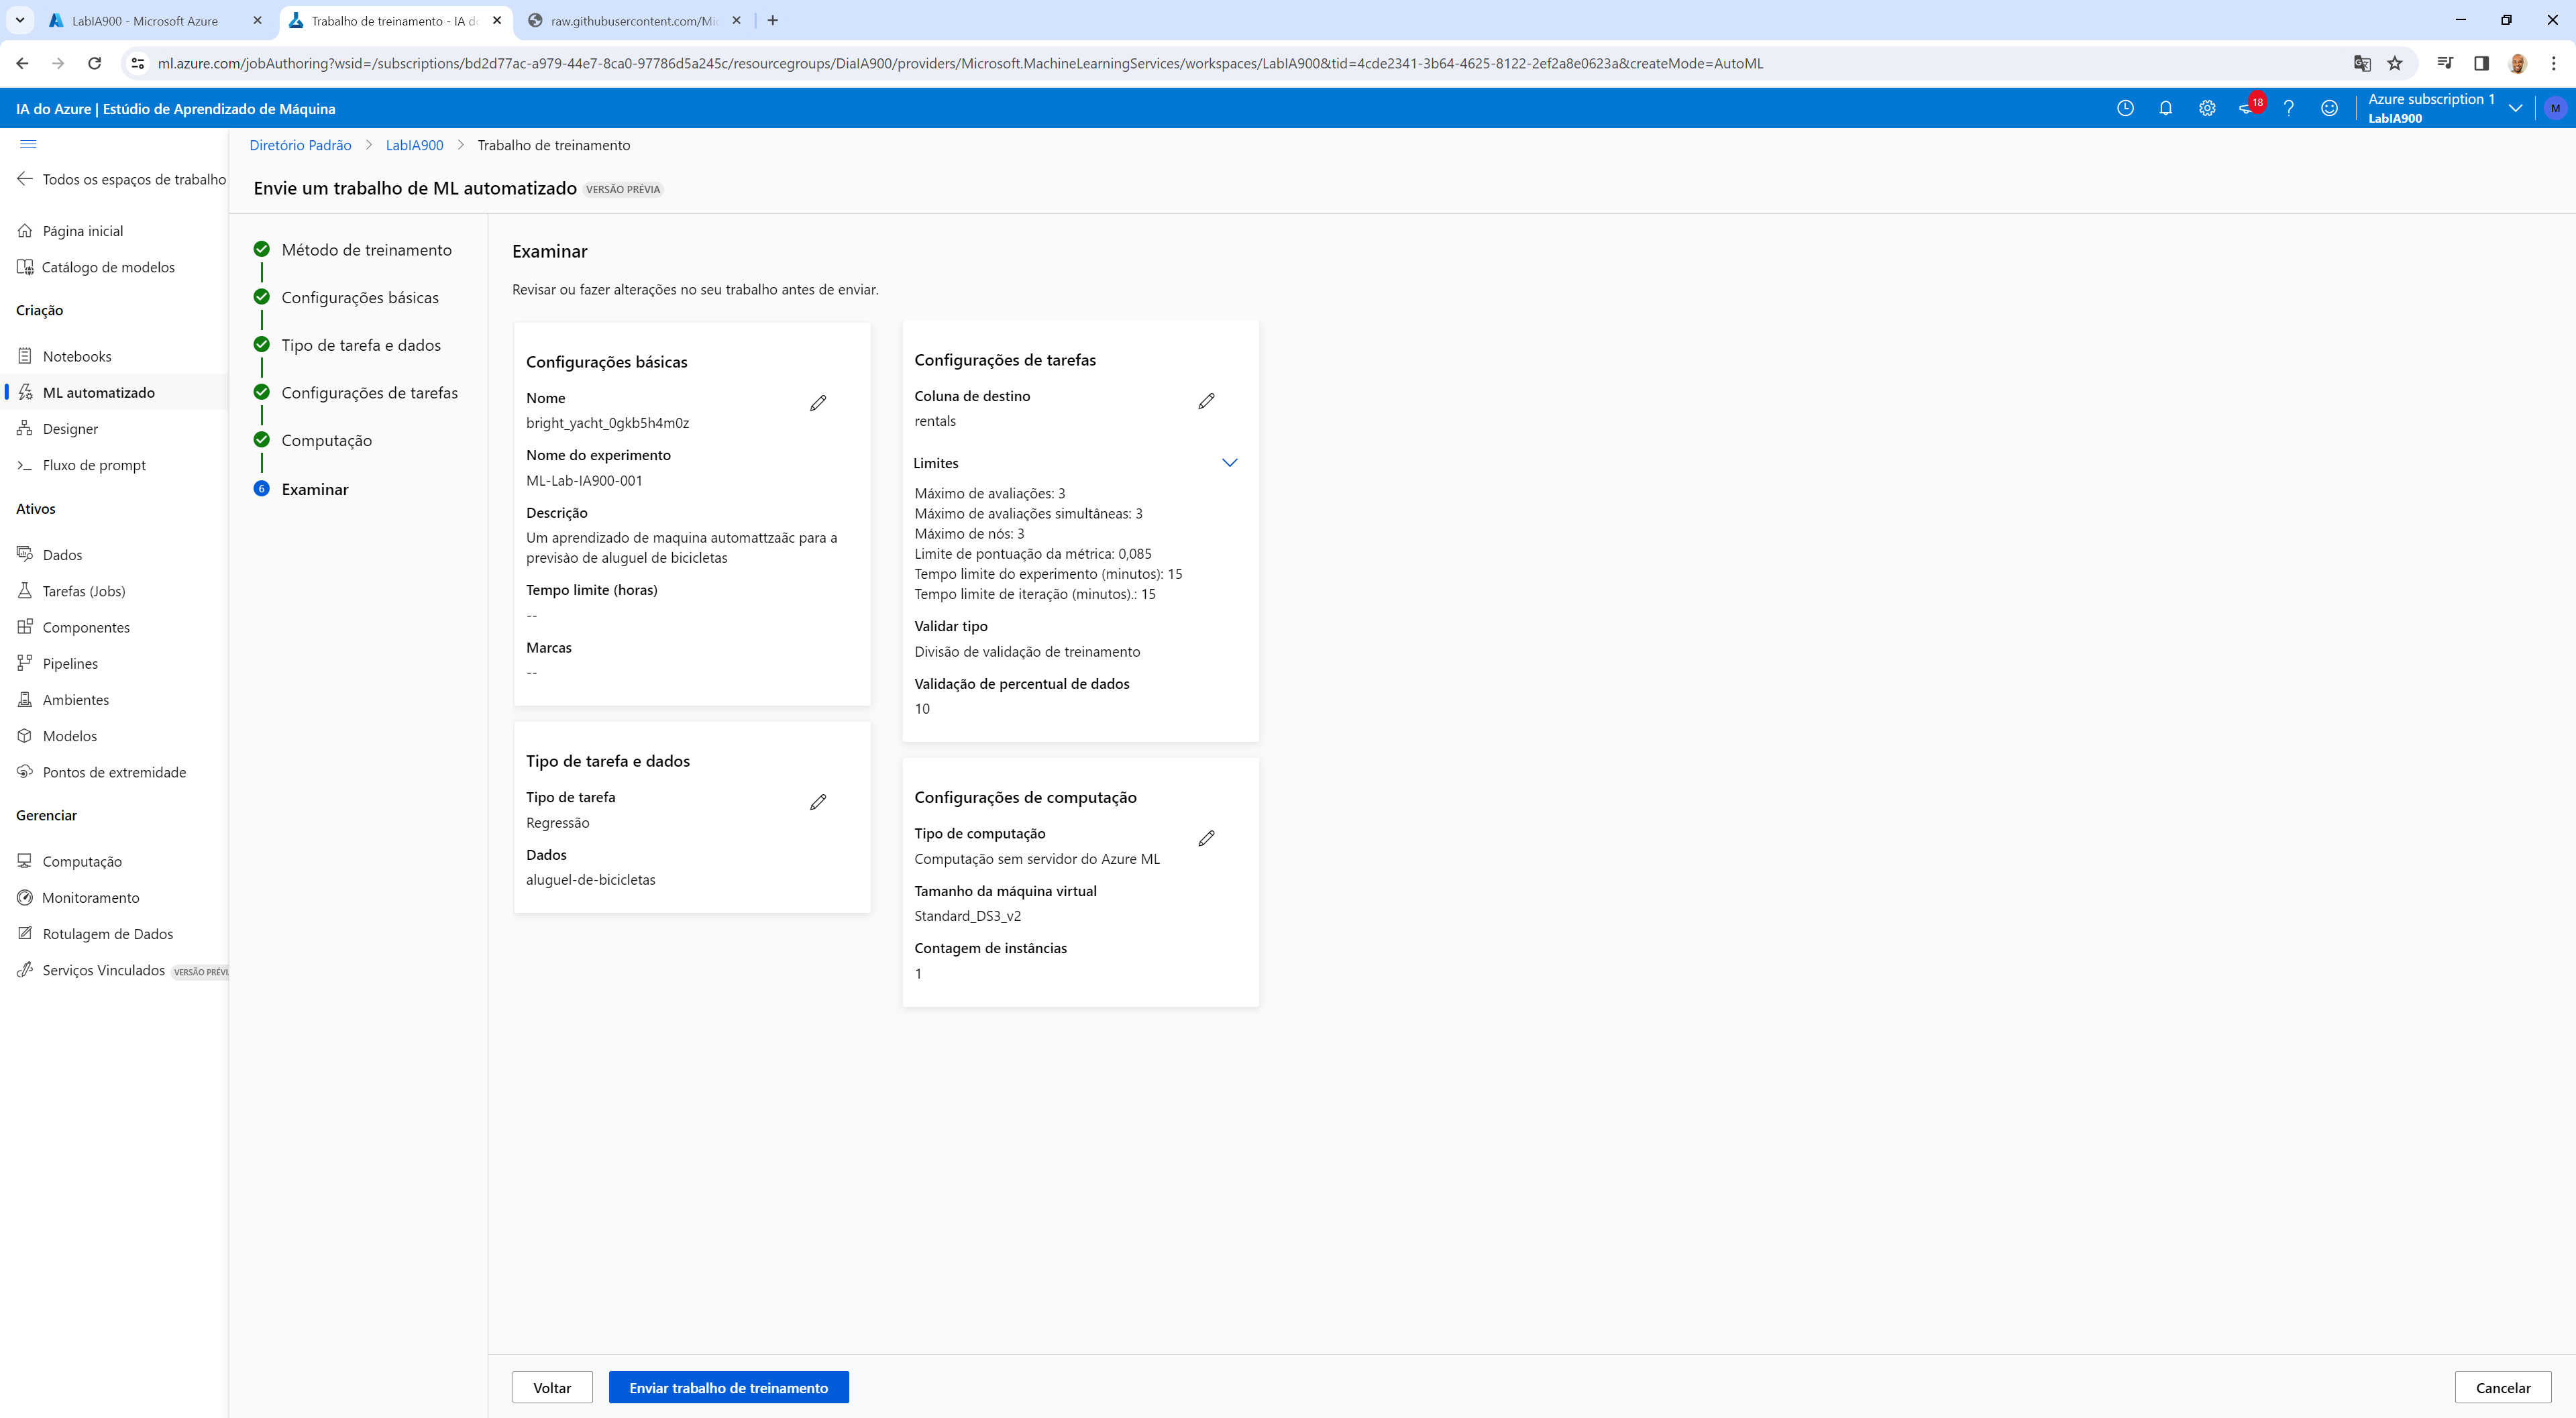 LabIA900 - Microsoft Azure
Trabalho de treinamento - IA do
raw.githubusercontent.com/Mi
ml.azure.com/jobAuthoring?wsid=/subscriptions/bd2d77ac-a979-44e7-8ca0-97786d5a245c/resourcegroups/DiaIA900/providers/Microsoft.MachineLearningServices/workspaces/LabIA900&tid=4cde2341-3b64-4625-8122-2ef2a8e0623a&createMode=AutoML
IA do Azure | Estúdio de Aprendizado de Máquina
18
Azure subscription 1
LabIA900
M
Todos os espaços de trabalho
Página inicial
Catálogo de modelos
Criação
Notebooks
ML automatizado
Designer
Fluxo de prompt
Ativos
Dados
Tarefas (Jobs)
Componentes
Pipelines
Ambientes
Modelos
Pontos de extremidade
Gerenciar
Computação
Monitoramento
Rotulagem de Dados
Serviços Vinculados VERSÃO PRÉVI
Diretório Padrão > LabIA900 > Trabalho de treinamento
Envie um trabalho de ML automatizado VERSÃO PRÉVIA
Método de treinamento
Configurações básicas
Tipo de tarefa e dados
Configurações de tarefas
Computação
6 Examinar
Examinar
Revisar ou fazer alterações no seu trabalho antes de enviar.
Configurações básicas
Nome
bright_yacht_0gkb5h4m0z
Nome do experimento
ML-Lab-IA900-001
Descrição
Um aprendizado de maquina automattzaãc para a
previsào de aluguel de bicicletas
Tempo limite (horas)
--
Marcas
--
Tipo de tarefa e dados
Tipo de tarefa
Regressão
Dados
aluguel-de-bicicletas
Configurações de tarefas
Coluna de destino
rentals
Limites
Máximo de avaliações: 3
Máximo de avaliações simultâneas: 3
Máximo de nós: 3
Limite de pontuação da métrica: 0,085
Tempo limite do experimento (minutos): 15
Tempo limite de iteração (minutos).: 15
Validar tipo
Divisão de validação de treinamento
Validação de percentual de dados
10
Configurações de computação
Tipo de computação
Computação sem servidor do Azure ML
Tamanho da máquina virtual
Standard_DS3_v2
Contagem de instâncias
1
Voltar
Enviar trabalho de treinamento
Cancelar